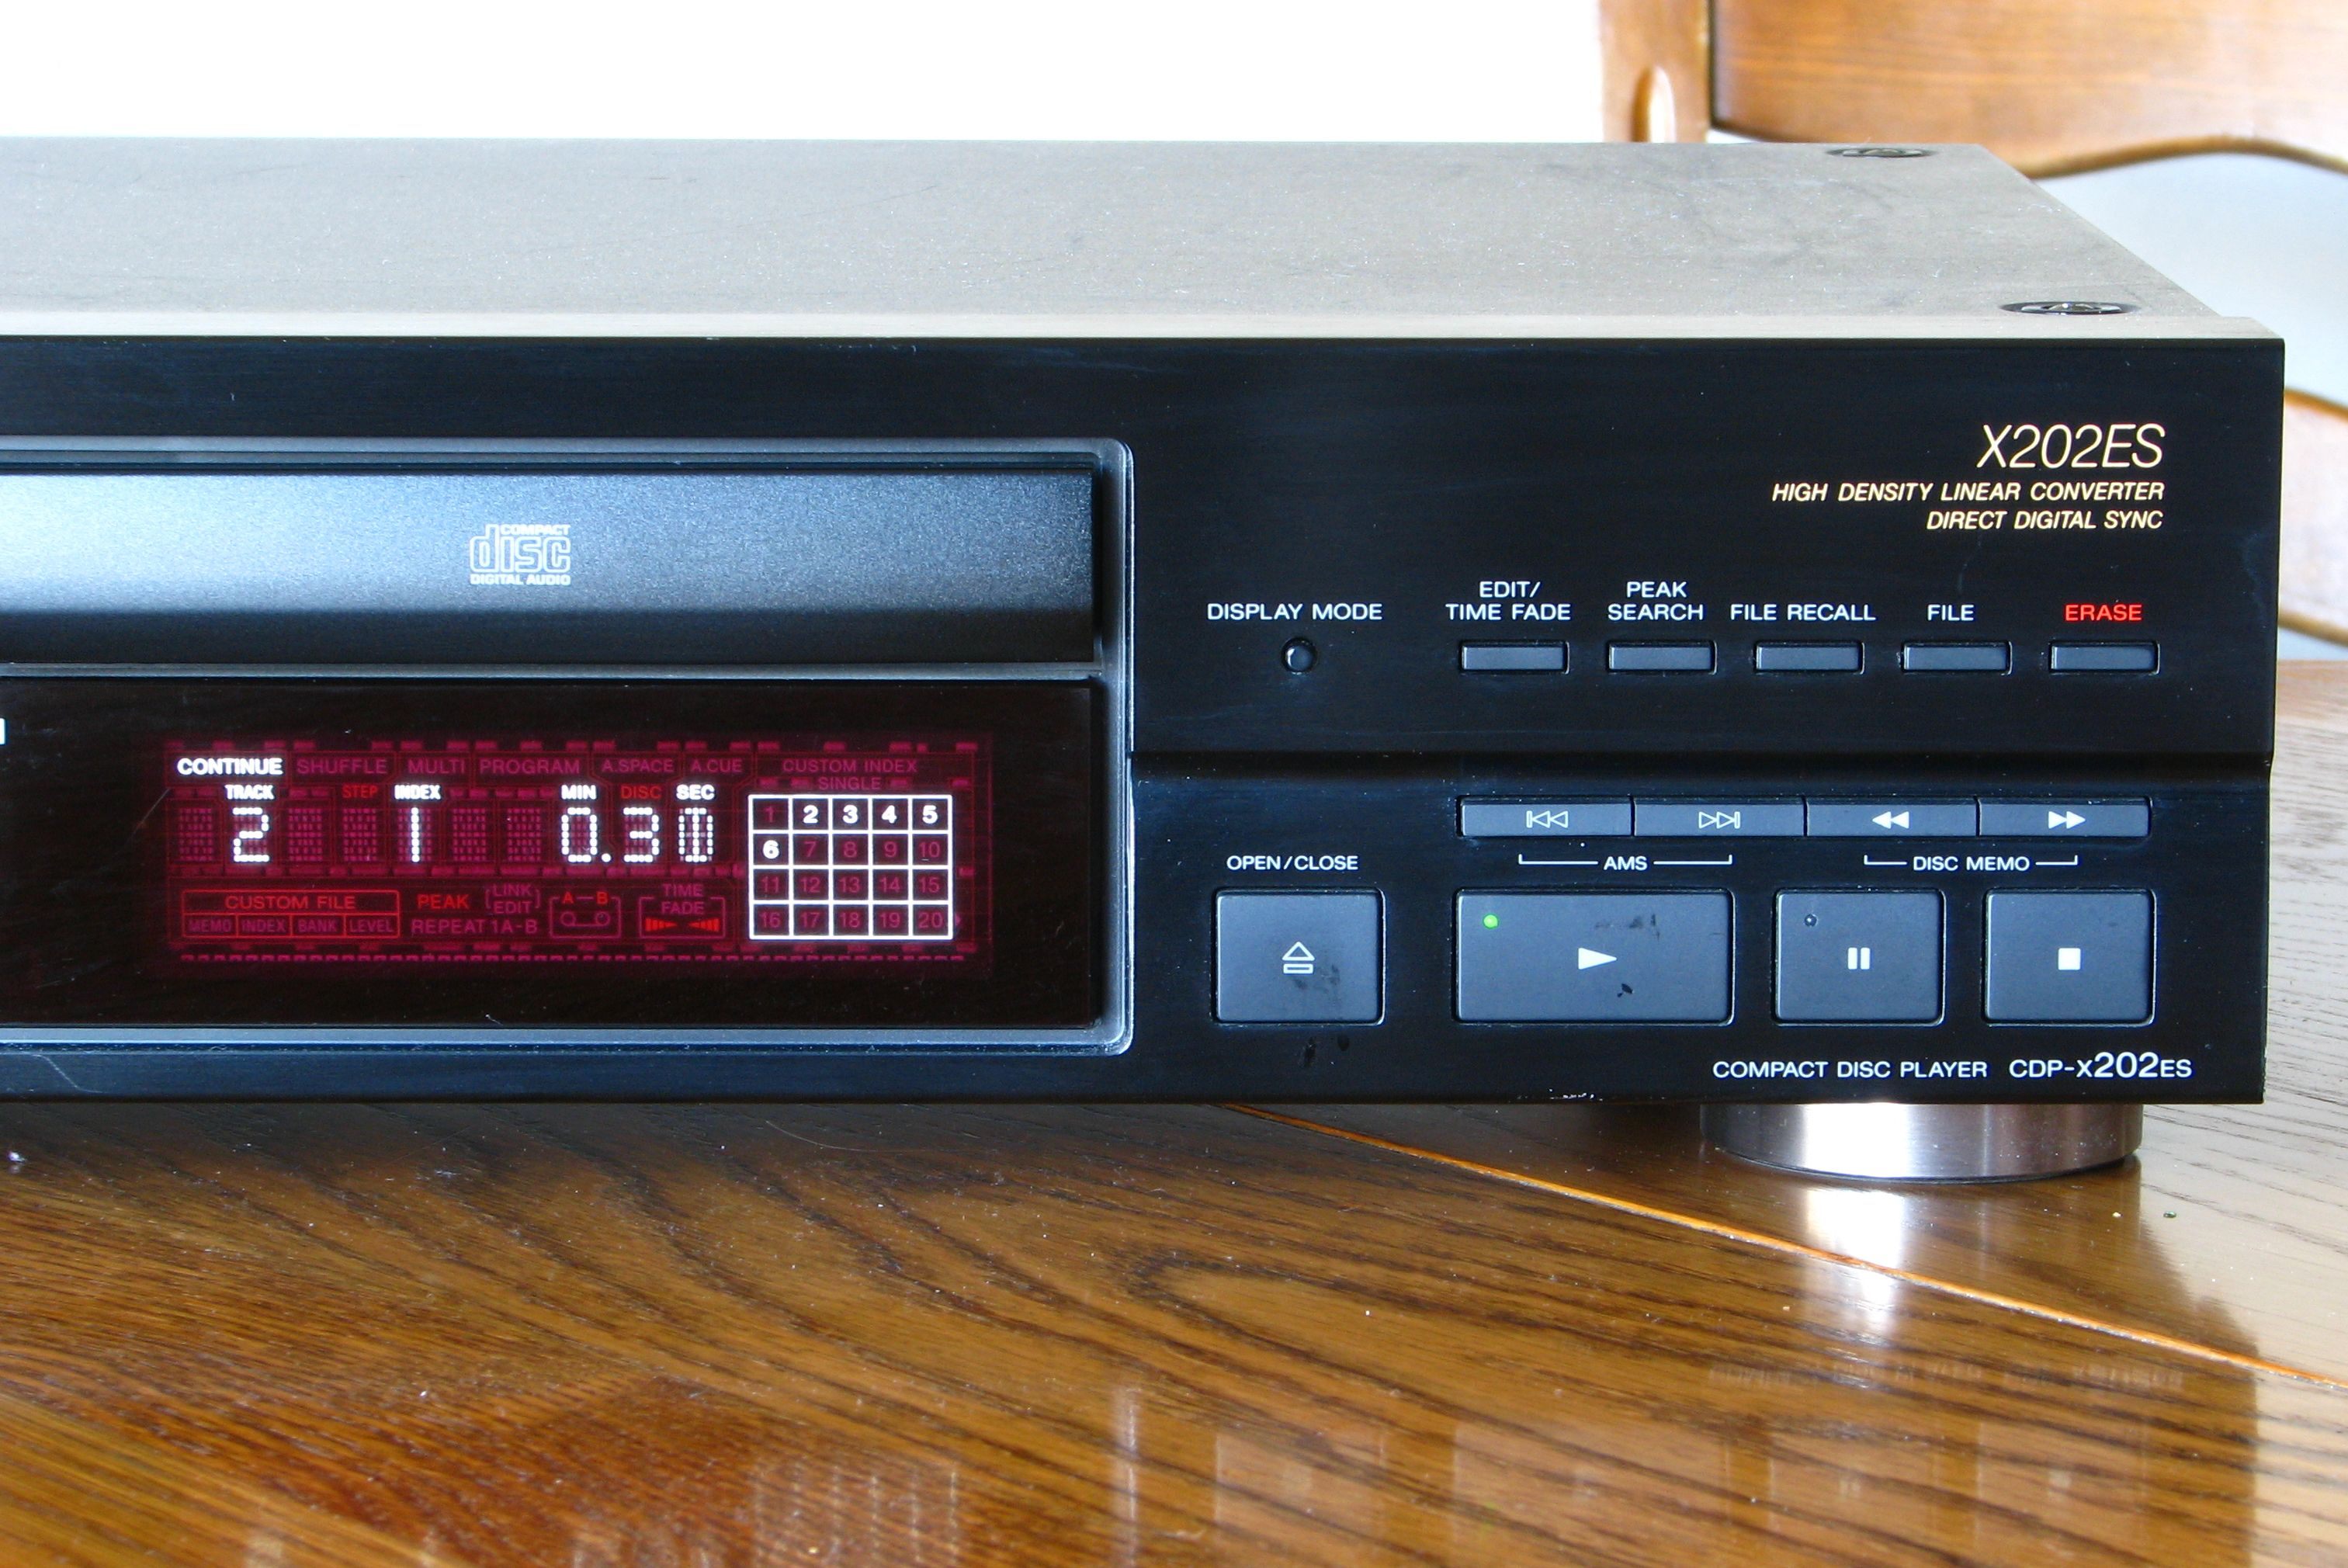 X202ES
HIGH DENSITY LINEAR CONVERTER
DIRECT DIGITAL SYNC
COMPACT
disc
DIGITAL AUDIO
DISPLAY MODE
EDIT/
TIME FADE
PEAK
SEARCH
FILE RECALL
FILE
ERASE
CONTINUE SHUFFLE MULTI PROGRAM A.SPACE A.CUE CUSTOM INDEX
SINGLE
TRACK STEP INDEX MIN DISC SEC
2 1 0.3
1 2 3 4 5
6 7 8 9 10
11 12 13 14 15
16 17 18 19 20
CUSTOM FILE
MEMO INDEX BANK LEVEL
PEAK
LINK
EDIT
REPEAT 1A-B
A-B
TIME
FADE
OPEN/CLOSE
AMS
DISC MEMO
COMPACT DISC PLAYER CDP-X202ES